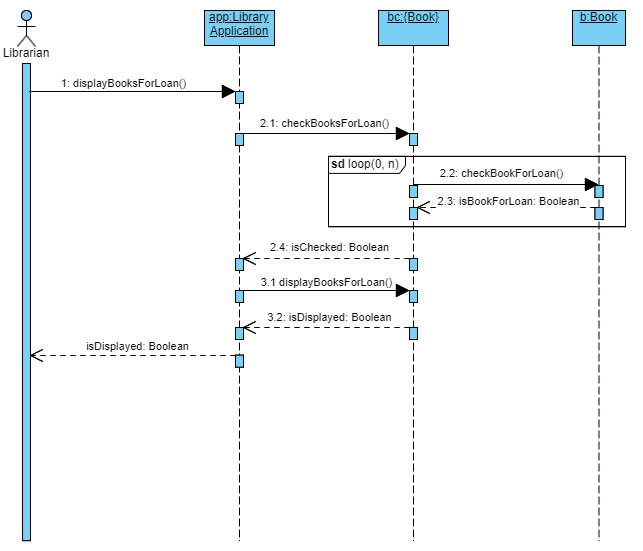 app:Library
Application
bc:{Book}
b:Book
Librarian
1: displayBooksForLoan()
2.1: checkBooksForLoan()
sd loop(0, n)
2.2: checkBookForLoan()
2.3: isBookForLoan: Boolean
2.4: isChecked: Boolean
3.1 displayBooksForLoan()
3.2: isDisplayed: Boolean
isDisplayed: Boolean